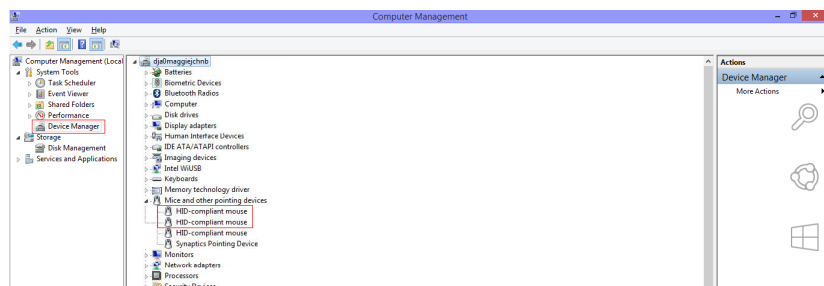 Computer Management
File Action View Help
Computer Management (Local
System Tools
Task Scheduler
Event Viewer
Shared Folders
Performance
Device Manager
Storage
Disk Management
Services and Applications
dja0maggiejchnb
Batteries
Biometric Devices
Bluetooth Radios
Computer
Disk drives
Display adapters
Human Interface Devices
IDE ATA/ATAPI controllers
Imaging devices
Intel WiUSB
Keyboards
Memory technology driver
Mice and other pointing devices
HID-compliant mouse
HID-compliant mouse
HID-compliant mouse
Synaptics Pointing Device
Monitors
Network adapters
Processors
Security Devices
Actions
Device Manager
More Actions